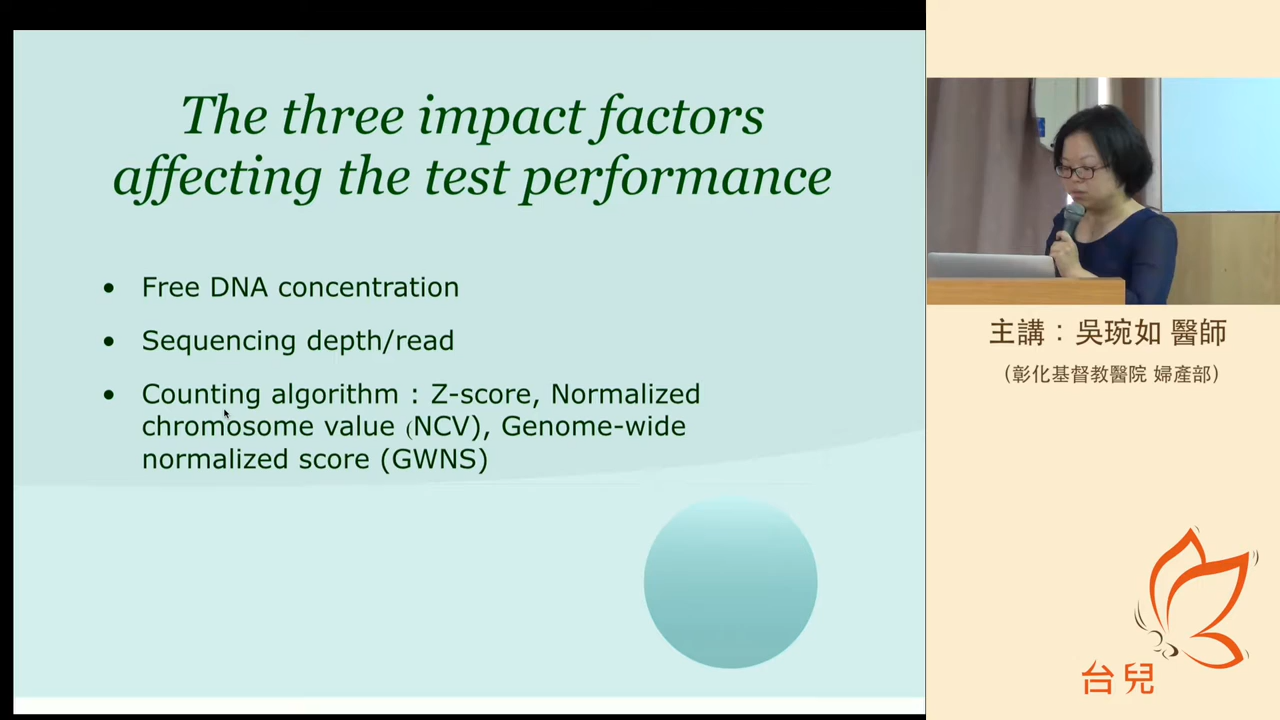 The three impact factors
affecting the test performance
• Free DNA concentration
• Sequencing depth/read
• Counting algorithm : Z-score, Normalized
chromosome value (NCV), Genome-wide
normalized score (GWNS)
主講：吳琬如 醫師
（彰化基督教醫院 婦產部）
台兒